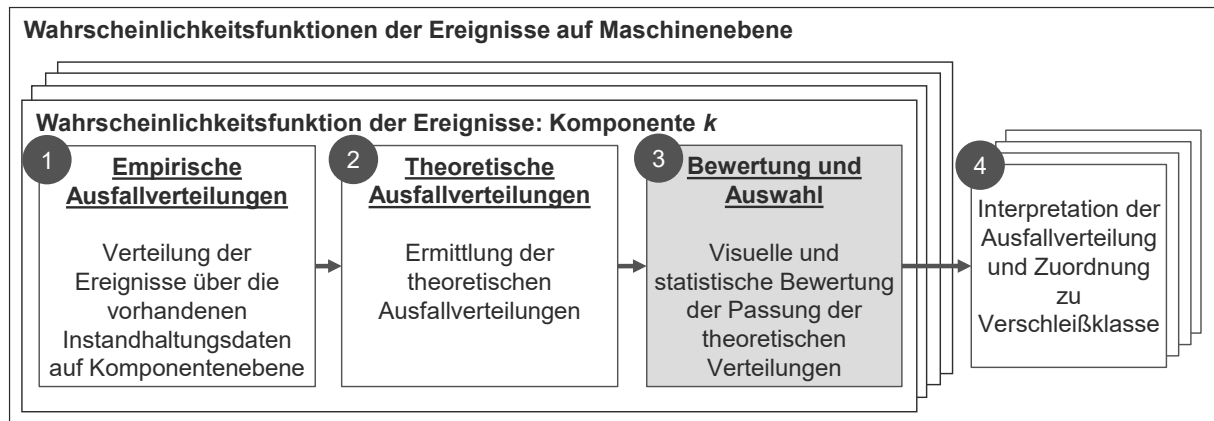 Wahrscheinlichkeitsfunktionen der Ereignisse auf Maschinenebene
Wahrscheinlichkeitsfunktion der Ereignisse: Komponente k
1
Empirische
Ausfallverteilungen
Verteilung der
Ereignisse über die
vorhandenen
Instandhaltungsdaten
auf Komponentenebene
2
Theoretische
Ausfallverteilungen
Ermittlung der
theoretischen
Ausfallverteilungen
3
Bewertung und
Auswahl
Visuelle und
statistische Bewertung
der Passung der
theoretischen
Verteilungen
4
Interpretation der
Ausfallverteilung
und Zuordnung
zu
Verschleißklasse